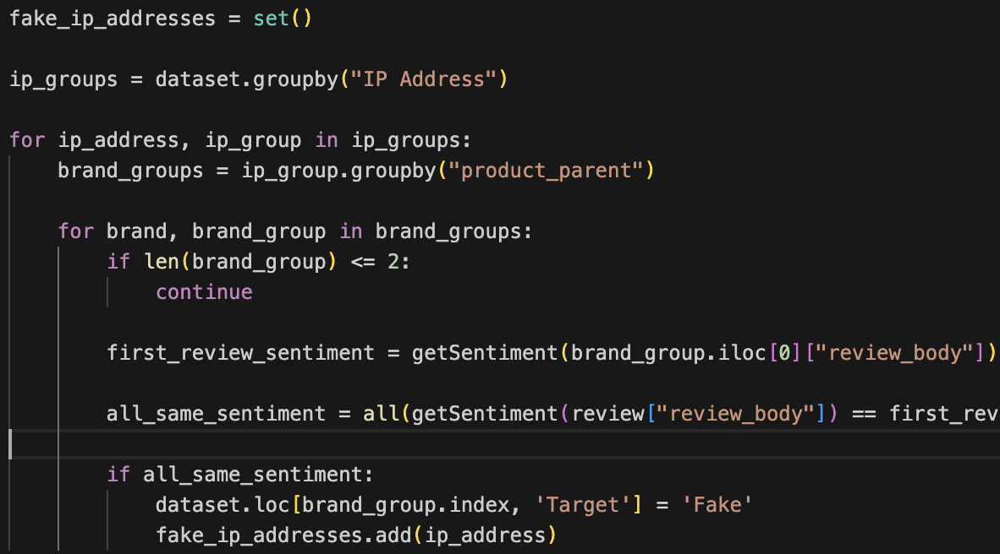 fake_ip_addresses = set()
ip_groups = dataset.groupby("IP Address")
for ip_address, ip_group in ip_groups:
brand_groups = ip_group.groupby("product_parent")
for brand, brand_group in brand_groups:
if len(brand_group) <= 2:
continue
first_review_sentiment = getSentiment(brand_group.iloc[0]["review_body"])
all_same_sentiment = all(getSentiment(review["review_body"]) == first_rev
if all_same_sentiment:
dataset.loc[brand_group.index, 'Target'] = 'Fake'
fake_ip_addresses.add(ip_address)